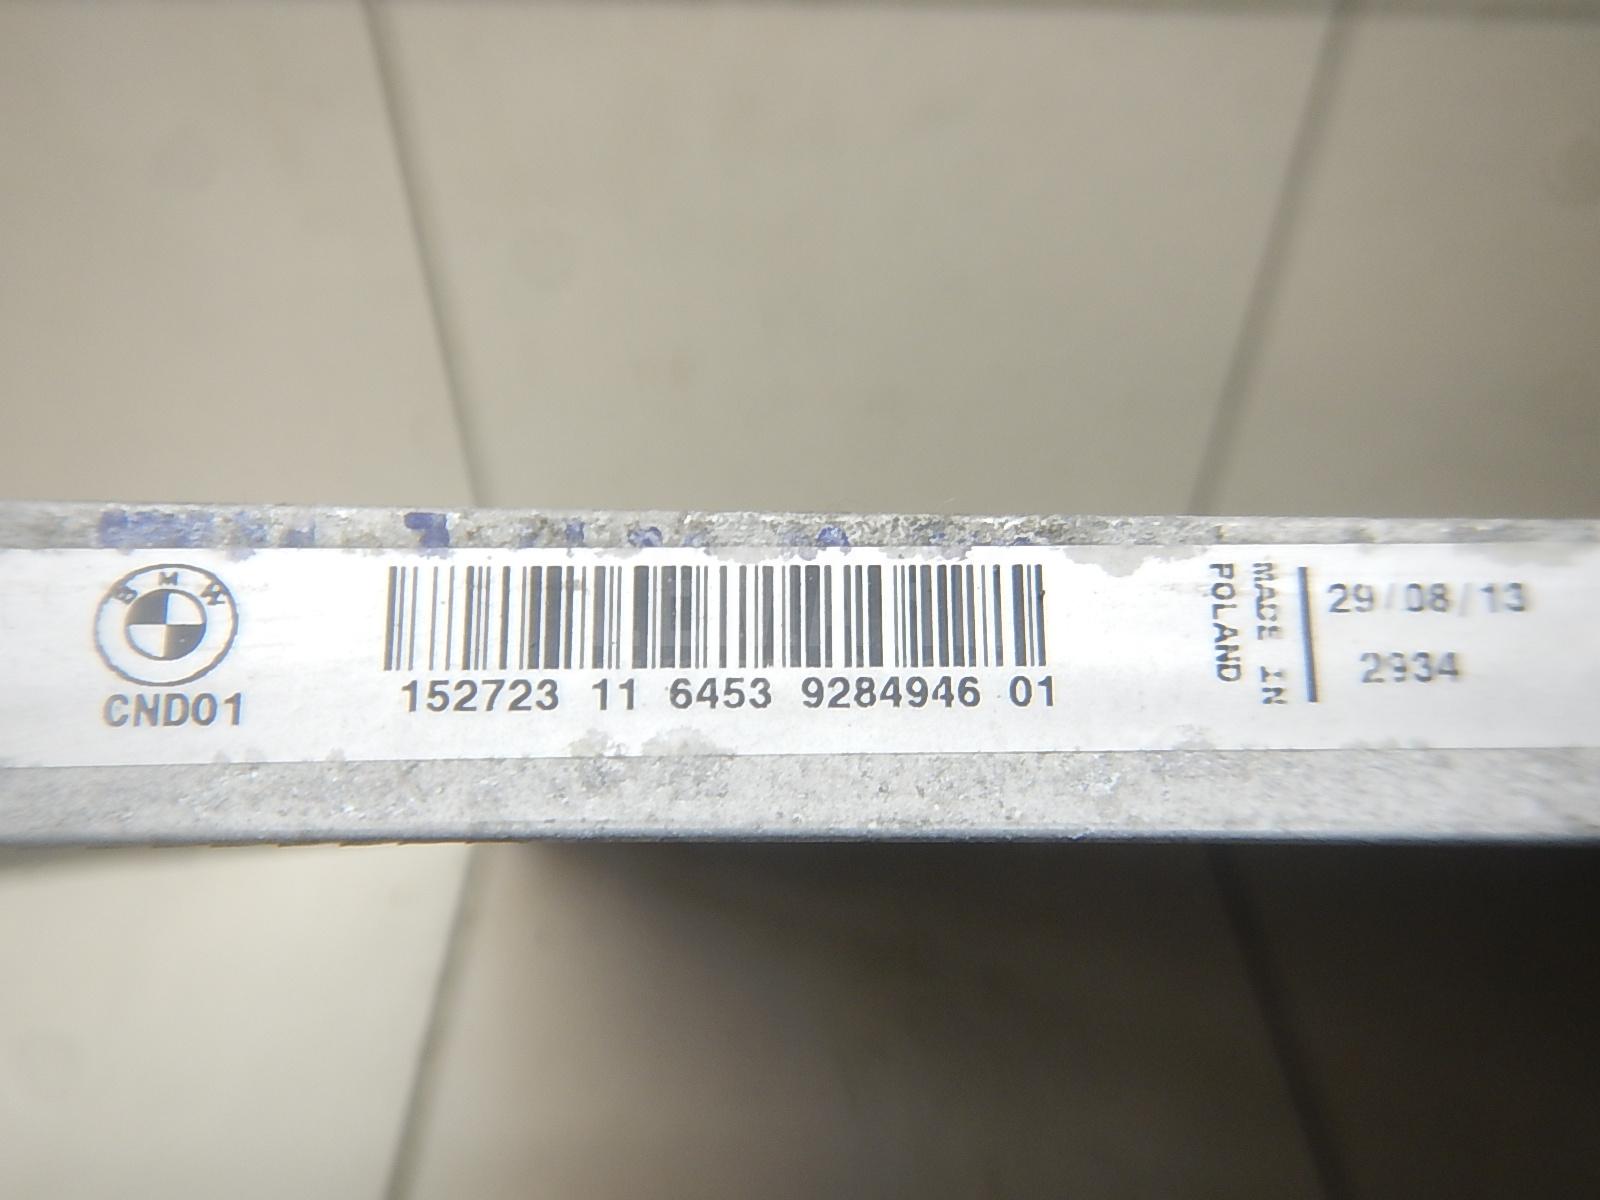 BMW
CND01
152723 11 6453 9284946 01
MADE IN
POLAND
29/08/13
2934